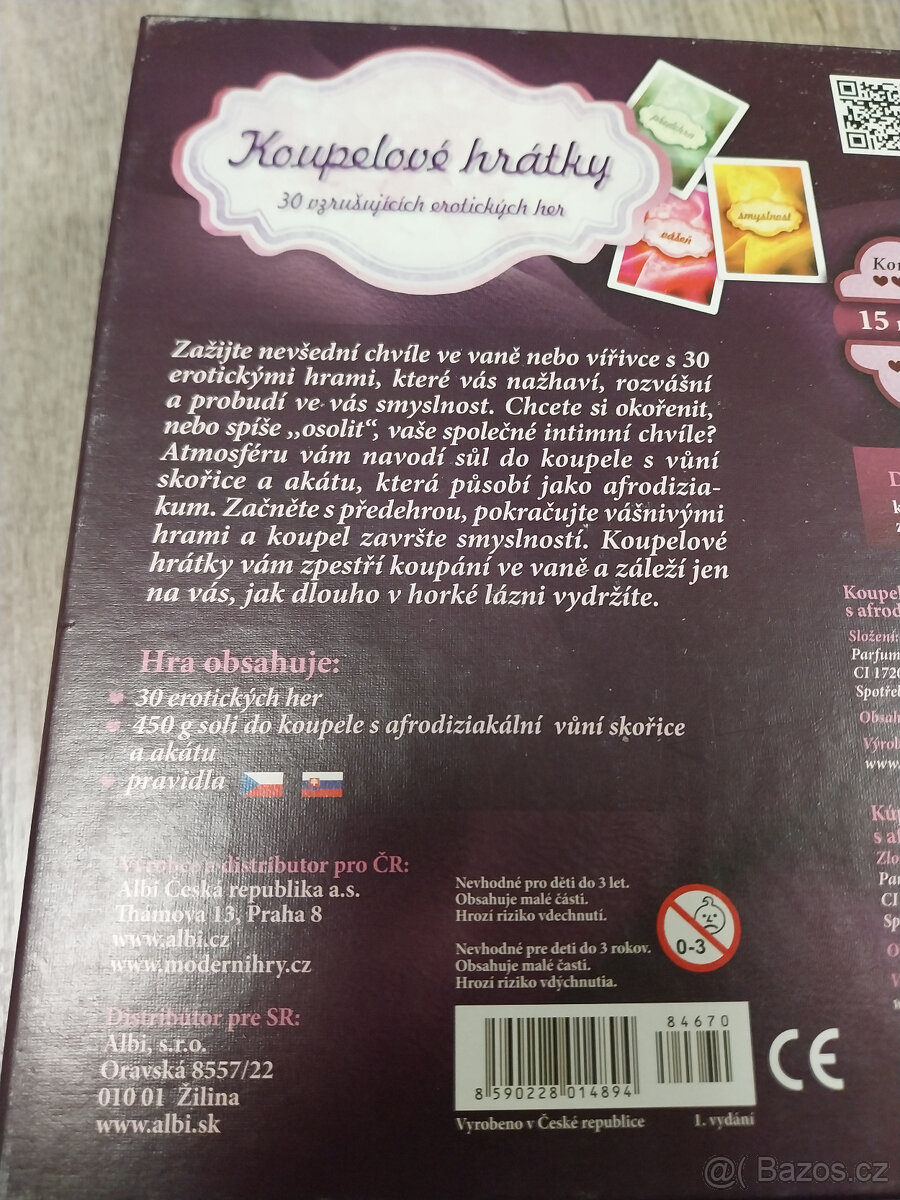 Koupelové hrátky
30 vzrušujících erotických her
předehra
vášeň
smyslnost
Zažijte nevšední chvíle ve vaně nebo vířivce s 30
erotickými hrami, které vás nažhaví, rozvášní
a probudí ve vás smyslnost. Chcete si okořenit,
nebo spíše „osolit“, vaše společné intimní chvíle?
Atmosféru vám navodí sůl do koupele s vůní
skořice a akátu, která působí jako afrodizia-
kum. Začněte s předehrou, pokračujte vášnivými
hrami a koupel završte smyslností. Koupelové
hrátky vám zpestří koupání ve vaně a záleží jen
na vás, jak dlouho v horké lázni vydržíte.
Hra obsahuje:
30 erotických her
450 g soli do koupele s afrodiziakální vůní skořice
a akátu
pravidla
Výrobce a distributor pro ČR:
Albi Česká republika a.s.
Thámova 13, Praha 8
www.albi.cz
www.modernihry.cz
Distributor pre SR:
Albi, s.r.o.
Oravská 8557/22
010 01 Žilina
www.albi.sk
Nevhodné pro děti do 3 let.
Obsahuje malé části.
Hrozí riziko vdechnutí.
Nevhodné pre deti do 3 rokov.
Obsahuje malé časti.
Hrozí riziko vdýchnutia.
0-3
84670
8 590228 014894
Vyrobeno v České republice
1. vydání
CE
15
Složení:
CI 1720
www.
CI
@( Bazos.cz